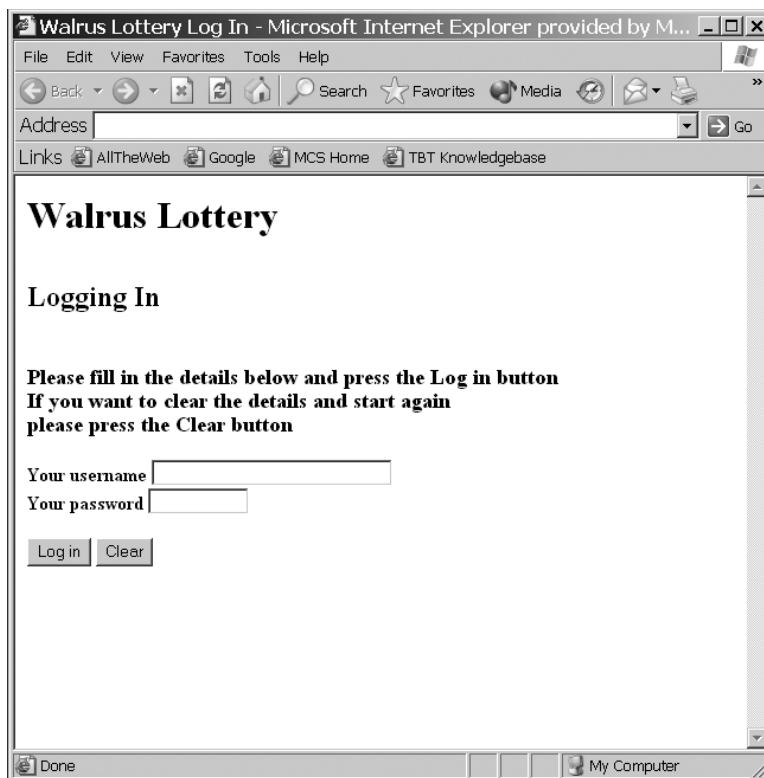 Walrus Lottery Log In - Microsoft Internet Explorer provided by M...
File Edit View Favorites Tools Help
Back Search Favorites Media »
Address Go
Links AllTheWeb Google MCS Home TBT Knowledgebase
Walrus Lottery
Logging In
Please fill in the details below and press the Log in button
If you want to clear the details and start again
please press the Clear button
Your username
Your password
Log in Clear
Done My Computer